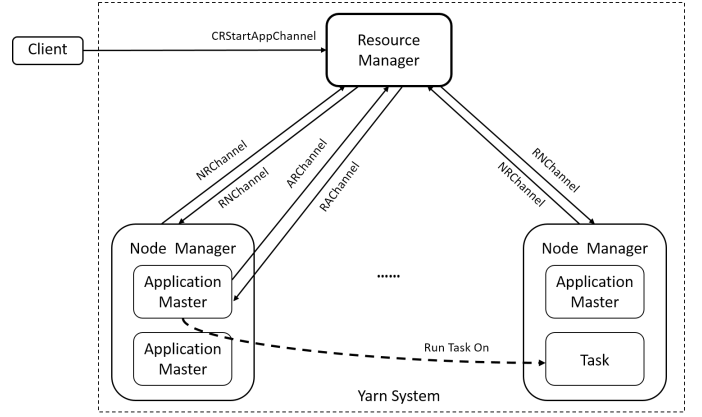 Client
CRStartAppChannel
Resource
Manager
NRChannel
RNChannel
ARChannel
RAChannel
RNChannel
NRChannel
Node Manager
Application
Master
Application
Master
......
Node Manager
Application
Master
Run Task On
Task
Yarn System